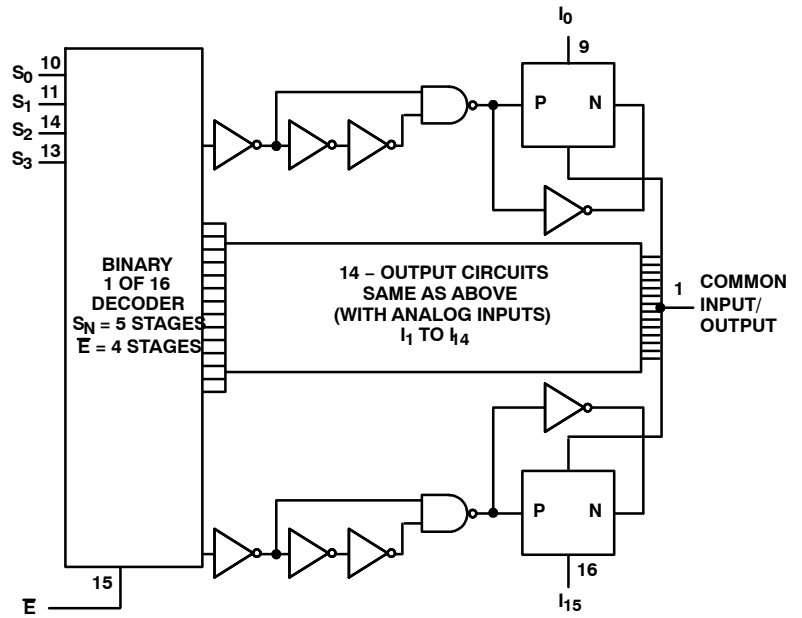 I0
9
P N
S0 10
S1 11
S2 14
S3 13
BINARY
1 OF 16
DECODER
SN = 5 STAGES
E̅ = 4 STAGES
14 – OUTPUT CIRCUITS
SAME AS ABOVE
(WITH ANALOG INPUTS)
I1 TO I14
1
COMMON
INPUT/
OUTPUT
P N
16
I15
15
E̅